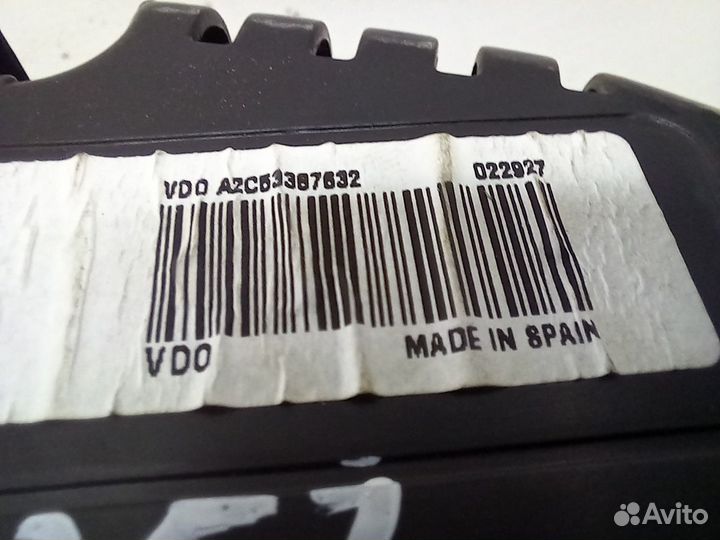 VDO A2C53387632 022927
VDO MADE IN SPAIN
Avito